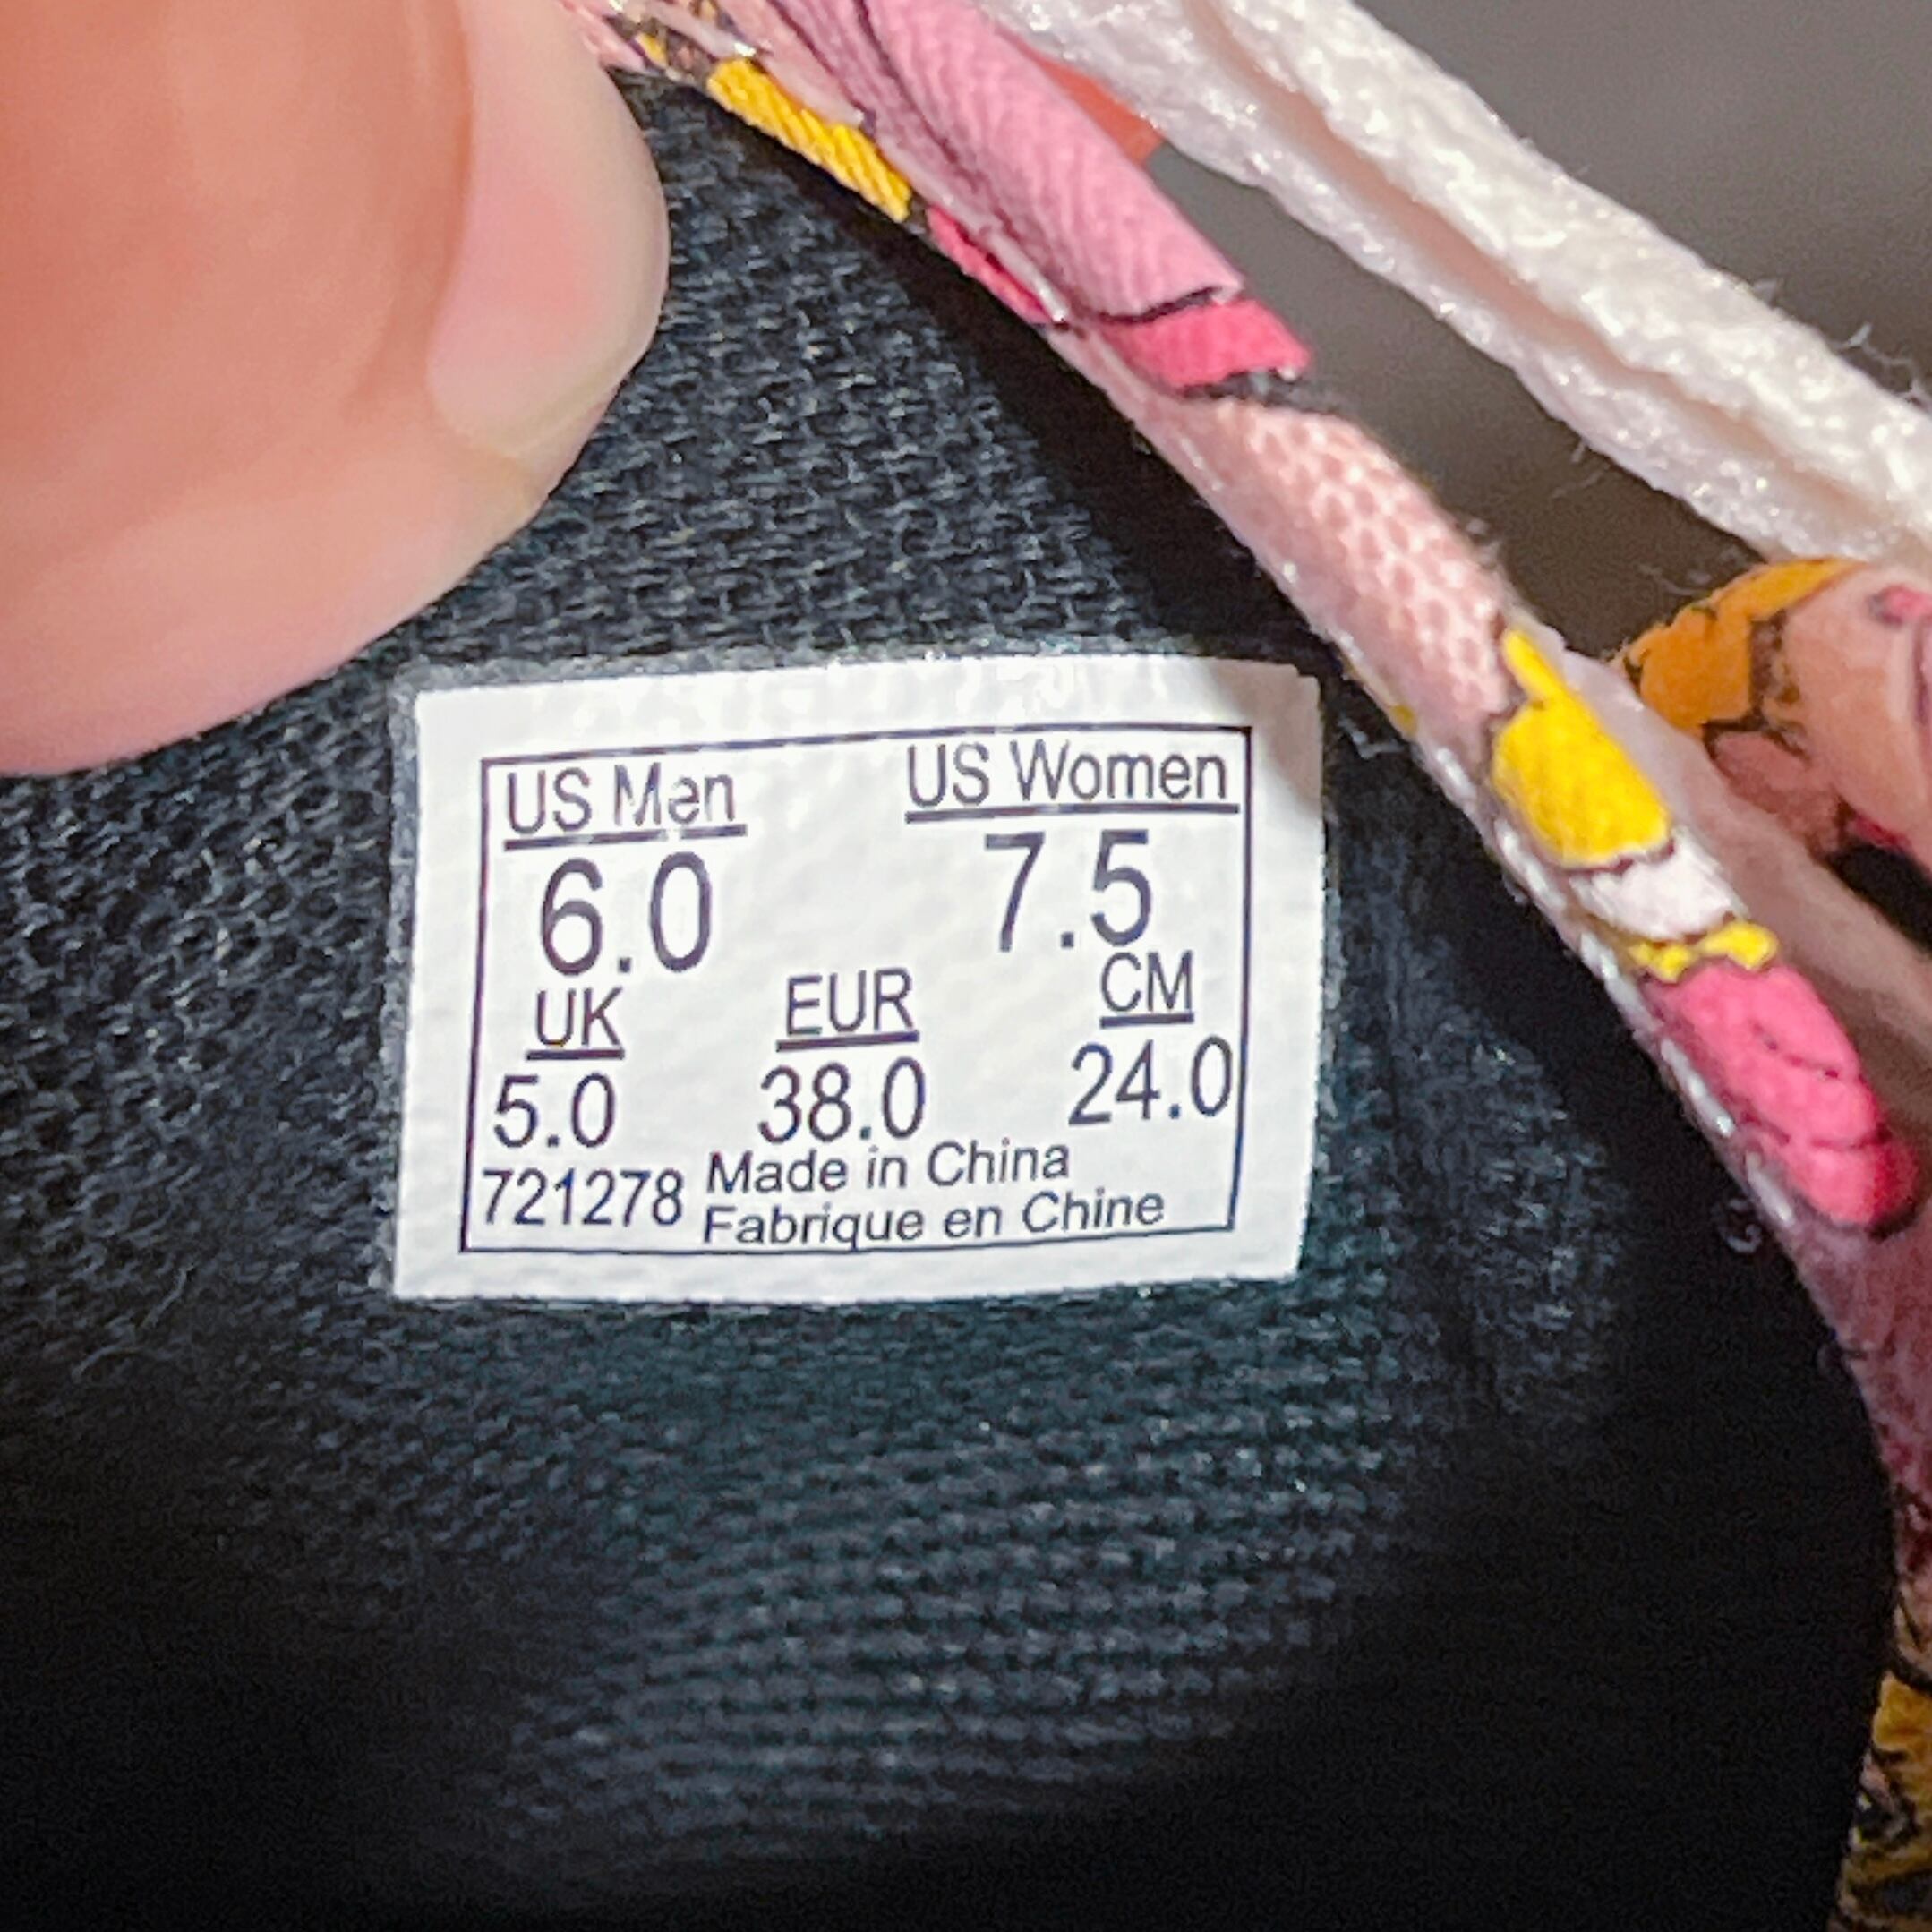 US Men US Women
6.0 7.5
UK EUR CM
5.0 38.0 24.0
721278 Made in China
Fabrique en Chine